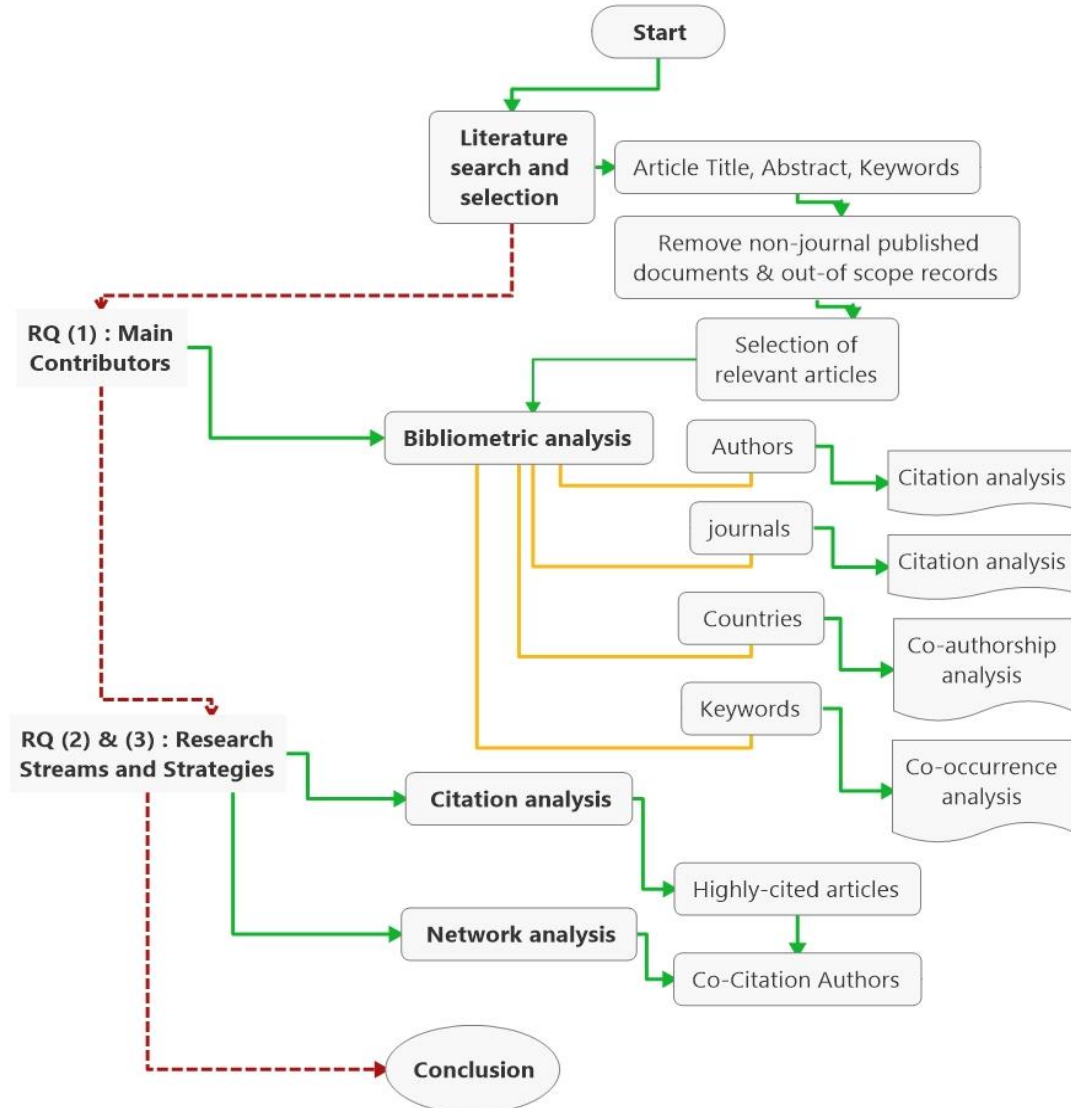 Start
Literature
search and
selection
Article Title, Abstract, Keywords
Remove non-journal published
documents & out-of scope records
RQ (1) : Main
Contributors
Selection of
relevant articles
Bibliometric analysis
Authors
Citation analysis
journals
Citation analysis
Countries
Co-authorship
analysis
Keywords
RQ (2) & (3) : Research
Streams and Strategies
Co-occurrence
analysis
Citation analysis
Highly-cited articles
Network analysis
Co-Citation Authors
Conclusion